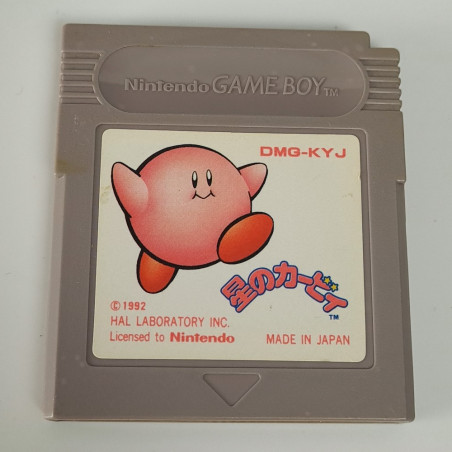 Nintendo GAME BOY TM
DMG-KYJ
星のカービィ TM
© 1992
HAL LABORATORY INC.
Licensed to Nintendo
MADE IN JAPAN